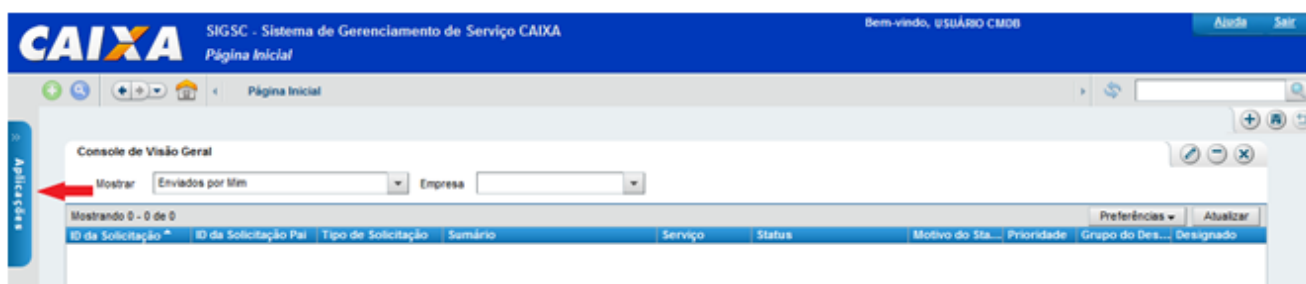 CAIXA
SIGSC - Sistema de Gerenciamento de Serviço CAIXA
Página Inicial
Bem-vindo, USUÁRIO CMDB
Ajuda Sair
Página Inicial
Aplicações
Console de Visão Geral
Mostrar Enviados por Mim Empresa
Mostrando 0 - 0 de 0 Preferências Atualizar
ID da Solicitação ID da Solicitação Pai Tipo de Solicitação Sumário Serviço Status Motivo do Sta... Prioridade Grupo do Des... Designado